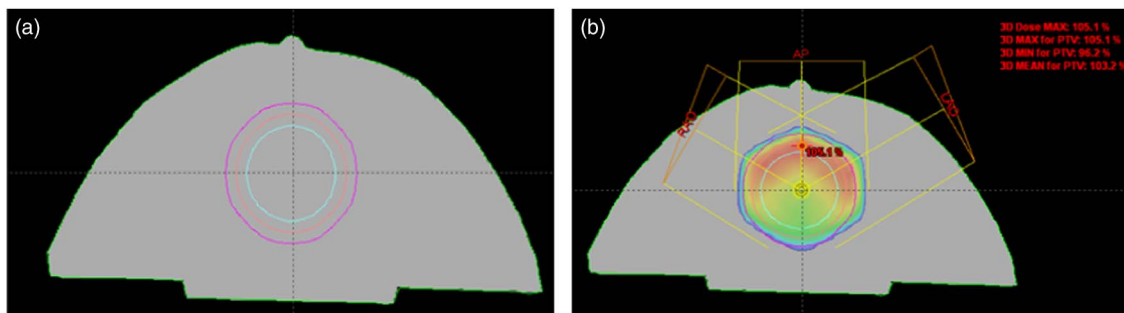 (a)
(b)
3D Dose MAX: 105.1 %
3D MAX for PTV: 105.1 %
3D MIN for PTV: 96.2 %
3D MEAN for PTV: 103.2 %
AP
RAO
LAO
105.1 %